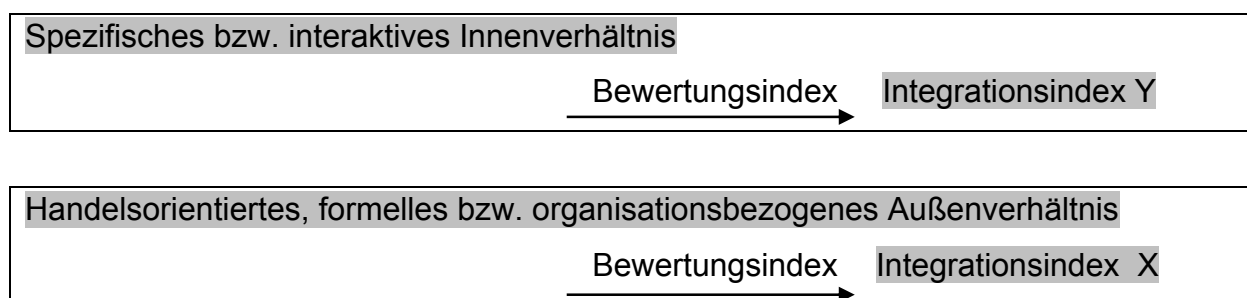 Spezifisches bzw. interaktives Innenverhältnis
Bewertungsindex Integrationsindex Y
Handelsorientiertes, formelles bzw. organisationsbezogenes Außenverhältnis
Bewertungsindex Integrationsindex X